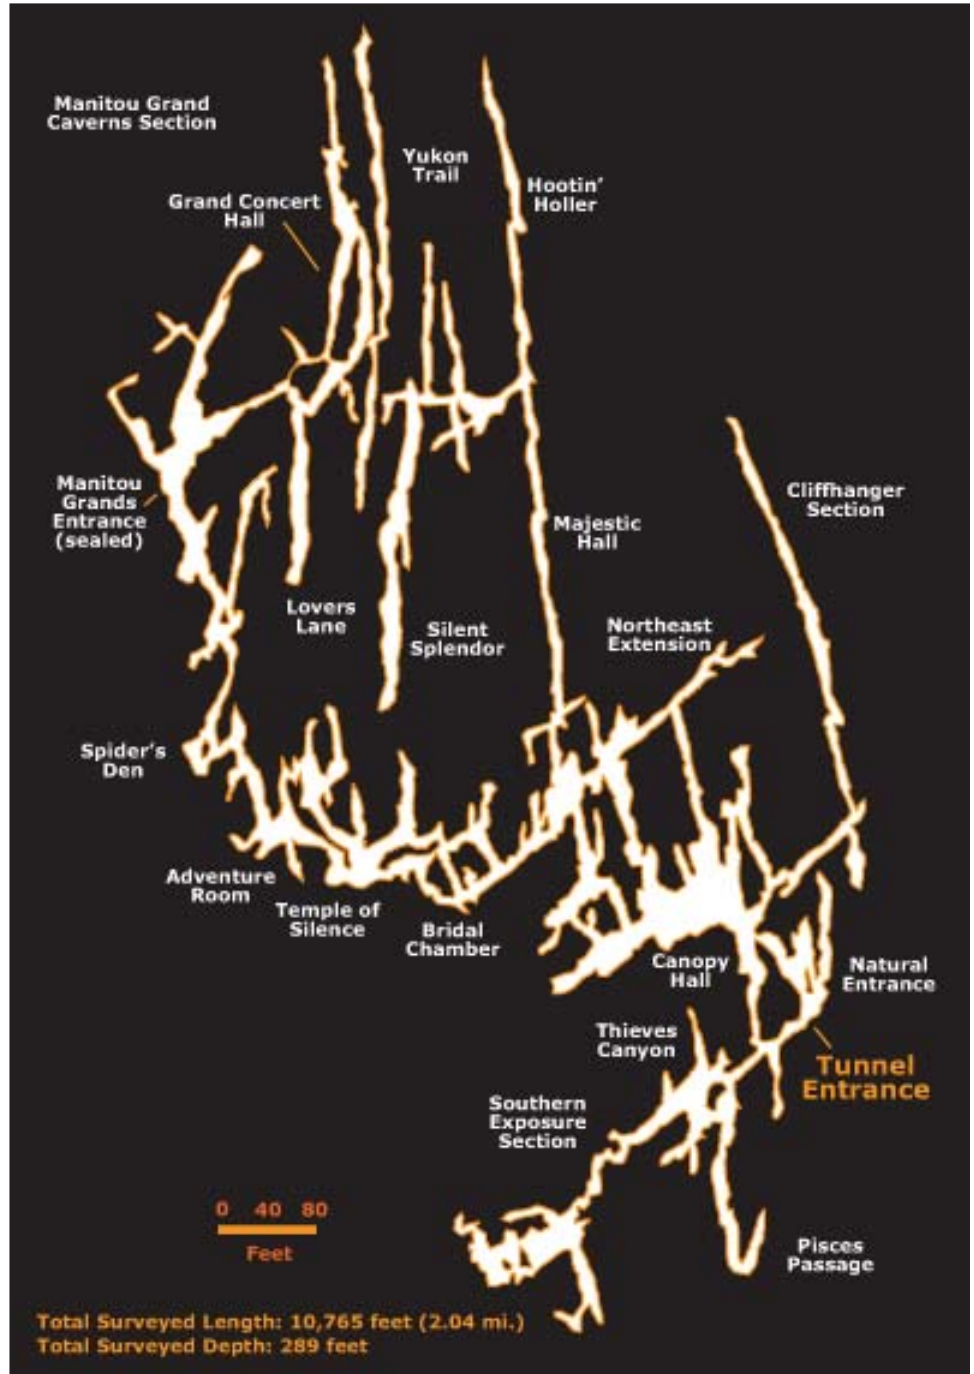 Manitou Grand
Caverns Section
Yukon
Trail
Hootin’
Holler
Grand Concert
Hall
Manitou
Grands
Entrance
(sealed)
Cliffhanger
Section
Majestic
Hall
Lovers
Lane
Silent
Splendor
Northeast
Extension
Spider’s
Den
Adventure
Room
Temple of
Silence
Bridal
Chamber
Canopy
Hall
Natural
Entrance
Thieves
Canyon
Tunnel
Entrance
Southern
Exposure
Section
0 40 80
Feet
Pisces
Passage
Total Surveyed Length: 10,765 feet (2.04 mi.)
Total Surveyed Depth: 289 feet